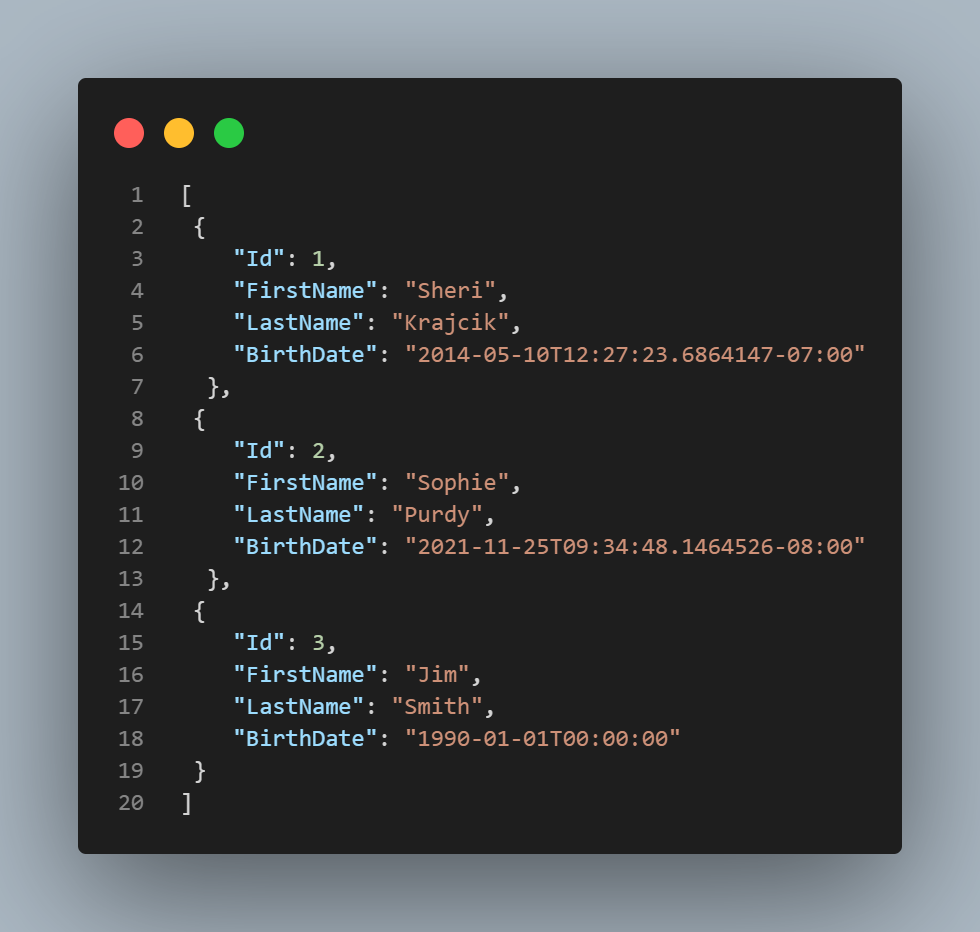 1 [
2 {
3 "Id": 1,
4 "FirstName": "Sheri",
5 "LastName": "Krajcik",
6 "BirthDate": "2014-05-10T12:27:23.6864147-07:00"
7 },
8 {
9 "Id": 2,
10 "FirstName": "Sophie",
11 "LastName": "Purdy",
12 "BirthDate": "2021-11-25T09:34:48.1464526-08:00"
13 },
14 {
15 "Id": 3,
16 "FirstName": "Jim",
17 "LastName": "Smith",
18 "BirthDate": "1990-01-01T00:00:00"
19 }
20 ]